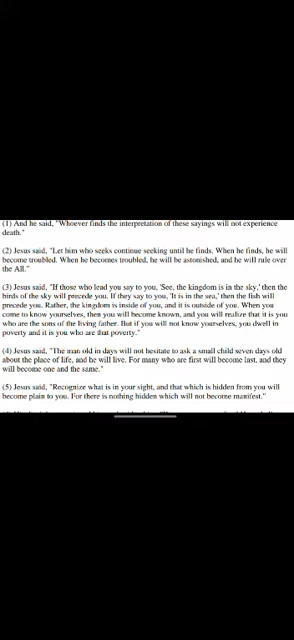 (1) And he said, "Whoever finds the interpretation of these sayings will not experience
death."
(2) Jesus said, "Let him who seeks continue seeking until he finds. When he finds, he will
become troubled. When he becomes troubled, he will be astonished, and he will rule over
the All."
(3) Jesus said, "If those who lead you say to you, 'See, the kingdom is in the sky,' then the
birds of the sky will precede you. If they say to you, 'It is in the sea,' then the fish will
precede you. Rather, the kingdom is inside of you, and it is outside of you. When you
come to know yourselves, then you will become known, and you will realize that it is you
who are the sons of the living father. But if you will not know yourselves, you dwell in
poverty and it is you who are that poverty."
(4) Jesus said, "The man old in days will not hesitate to ask a small child seven days old
about the place of life, and he will live. For many who are first will become last, and they
will become one and the same."
(5) Jesus said, "Recognize what is in your sight, and that which is hidden from you will
become plain to you. For there is nothing hidden which will not become manifest."